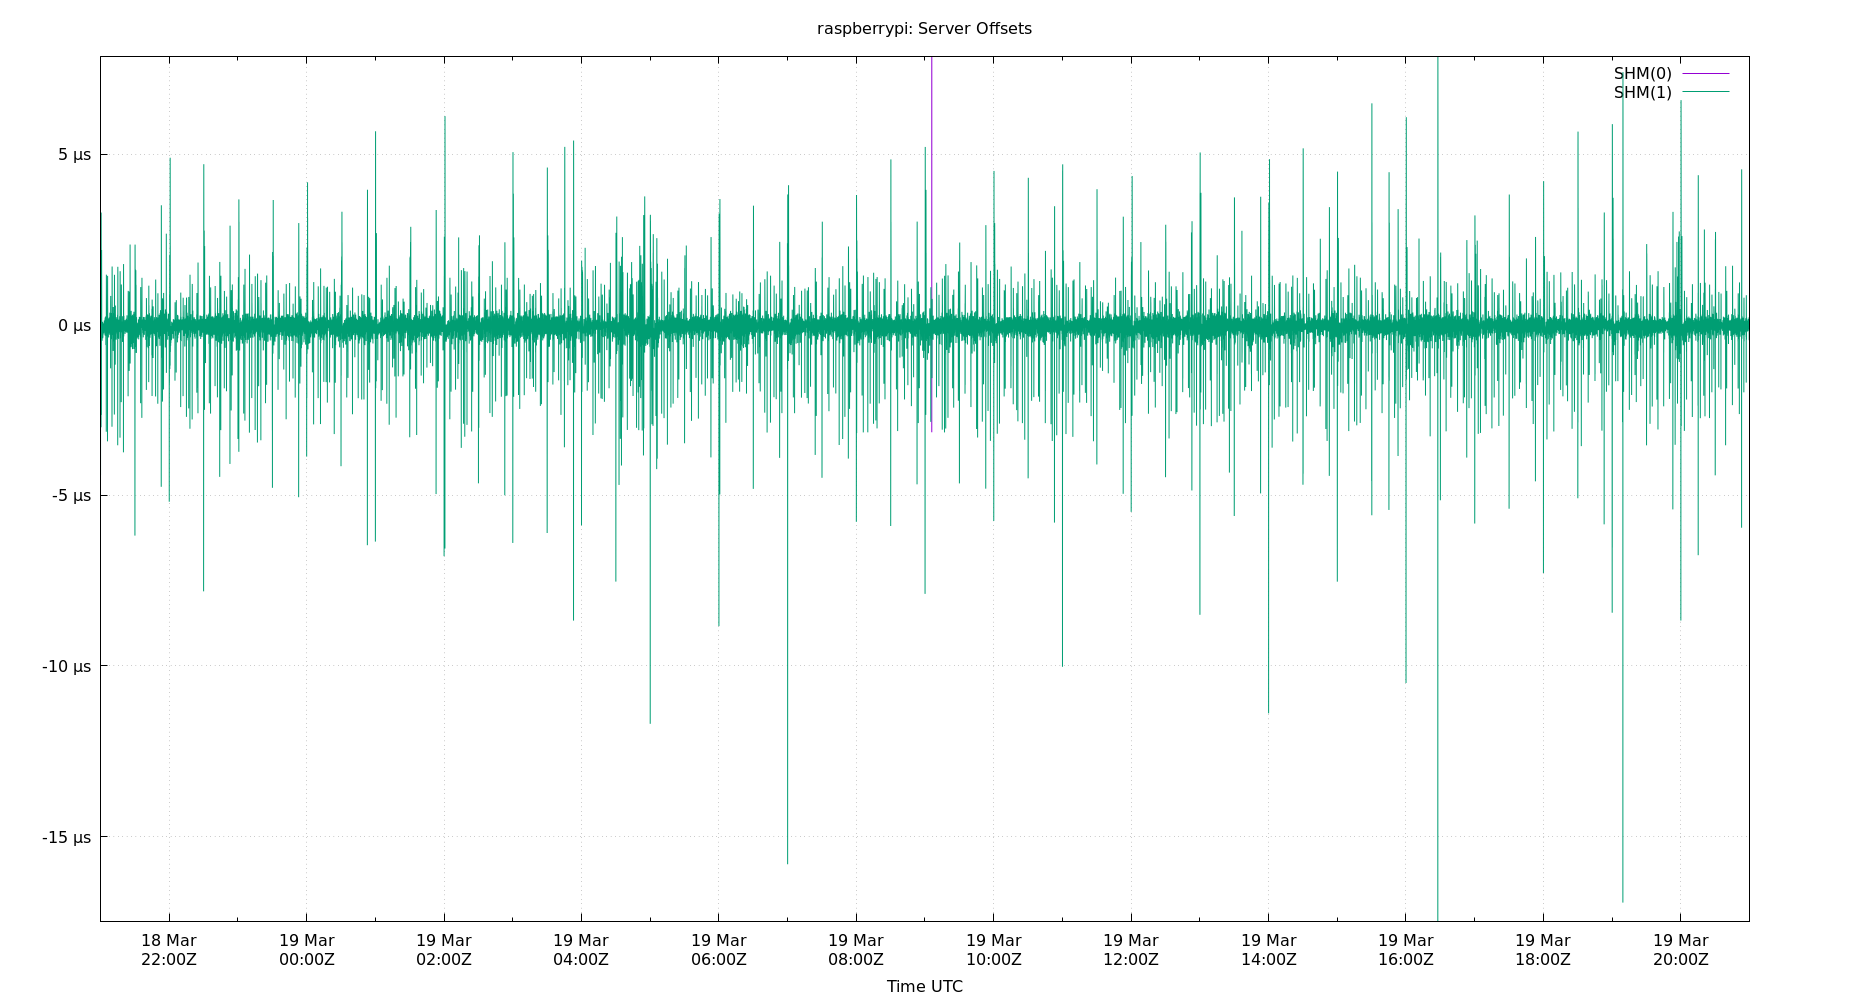 raspberrypi: Server Offsets
SHM(0)
SHM(1)
5 µs
0 µs
-5 µs
-10 µs
-15 µs
18 Mar 19 Mar 19 Mar 19 Mar 19 Mar 19 Mar 19 Mar 19 Mar 19 Mar 19 Mar 19 Mar 19 Mar
22:00Z 00:00Z 02:00Z 04:00Z 06:00Z 08:00Z 10:00Z 12:00Z 14:00Z 16:00Z 18:00Z 20:00Z
Time UTC